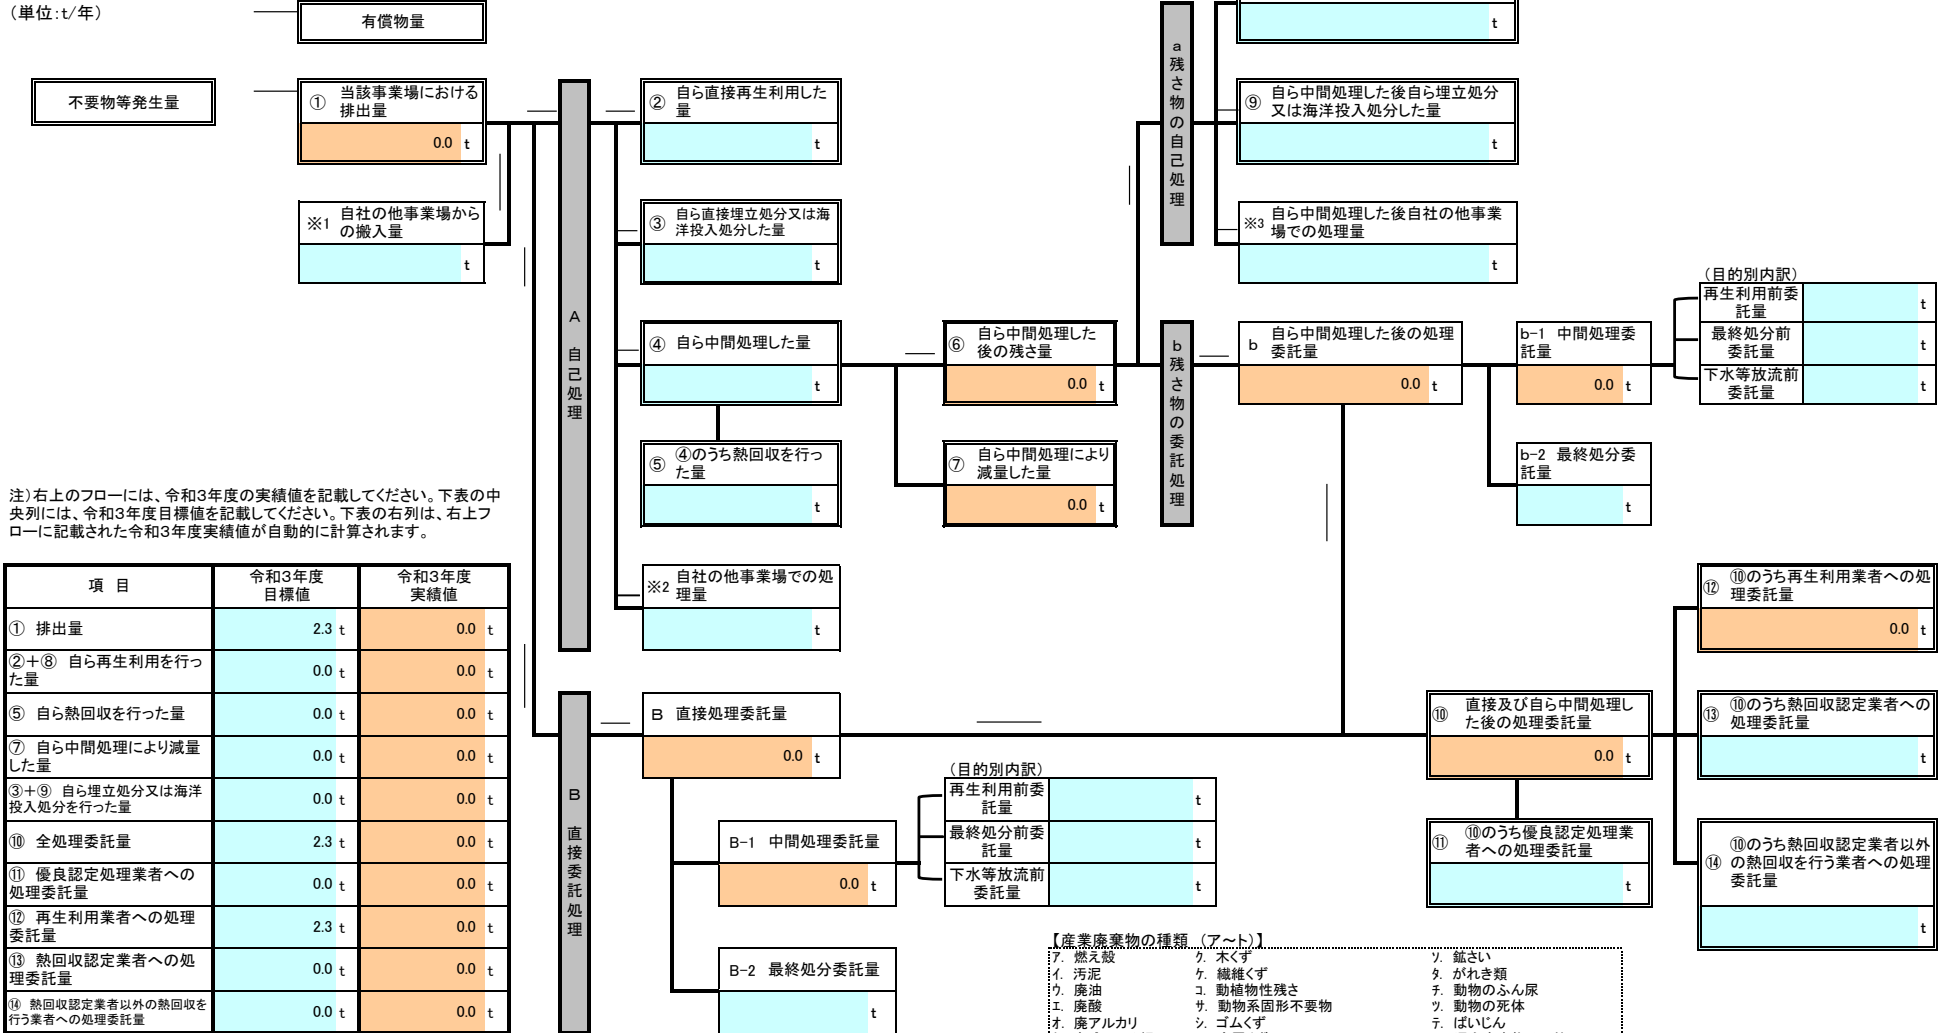 （単位：t/年）
有償物量
t
不要物等発生量
① 当該事業場における
排出量
0.0 t
② 自ら直接再生利用した
量
t
⑨ 自ら中間処理した後自ら埋立処分
又は海洋投入処分した量
t
※1 自社の他事業場から
の搬入量
t
③ 自ら直接埋立処分又は海
洋投入処分した量
t
※3 自ら中間処理した後自社の他事業
場での処理量
t
a 残さ物の自己処理
A 自己処理
④ 自ら中間処理した量
t
⑥ 自ら中間処理した
後の残さ量
0.0 t
b 残さ物の委託処理
b 自ら中間処理した後の処理
委託量
0.0 t
b-1 中間処理委
託量
0.0 t
（目的別内訳）
再生利用前委
託量
t
最終処分前
委託量
t
下水等放流前
委託量
t
⑤ ④のうち熱回収を行っ
た量
t
⑦ 自ら中間処理により
減量した量
0.0 t
b-2 最終処分委
託量
t
注）右上のフローには、令和3年度の実績値を記載してください。下表の中
央列には、令和3年度目標値を記載してください。下表の右列は、右上フ
ローに記載された令和3年度実績値が自動的に計算されます。
※2 自社の他事業場での処
理量
t
項 目 令和3年度
目標値 令和3年度
実績値
① 排出量 2.3 t 0.0 t
②＋⑧ 自ら再生利用を行っ
た量 0.0 t 0.0 t
⑤ 自ら熱回収を行った量 0.0 t 0.0 t
⑦ 自ら中間処理により減量
した量 0.0 t 0.0 t
③＋⑨ 自ら埋立処分又は海洋
投入処分を行った量 0.0 t 0.0 t
⑩ 全処理委託量 2.3 t 0.0 t
⑪ 優良認定処理業者への
処理委託量 0.0 t 0.0 t
⑫ 再生利用業者への処理
委託量 2.3 t 0.0 t
⑬ 熱回収認定業者への処
理委託量 0.0 t 0.0 t
⑭ 熱回収認定業者以外の熱回収を
行う業者への処理委託量 0.0 t 0.0 t
B 直接委託処理
B 直接処理委託量
0.0 t
B-1 中間処理委託量
0.0 t
（目的別内訳）
再生利用前委
託量
t
最終処分前委
託量
t
下水等放流前
委託量
t
B-2 最終処分委託量
t
⑩ 直接及び自ら中間処理し
た後の処理委託量
0.0 t
⑪ ⑩のうち優良認定処理業
者への処理委託量
t
⑫ ⑩のうち再生利用業者への処
理委託量
0.0 t
⑬ ⑩のうち熱回収認定業者への
処理委託量
t
⑭ ⑩のうち熱回収認定業者以外
の熱回収を行う業者への処理
委託量
t
【産業廃棄物の種類 （ア～ト）】
ア. 燃え殻 ク. 木くず ソ. 鉱さい
イ. 汚泥 ケ. 繊維くず タ. がれき類
ウ. 廃油 コ. 動植物性残さ チ. 動物のふん尿
エ. 廃酸 サ. 動物系固形不要物 ツ. 動物の死体
オ. 廃アルカリ シ. ゴムくず テ. ばいじん